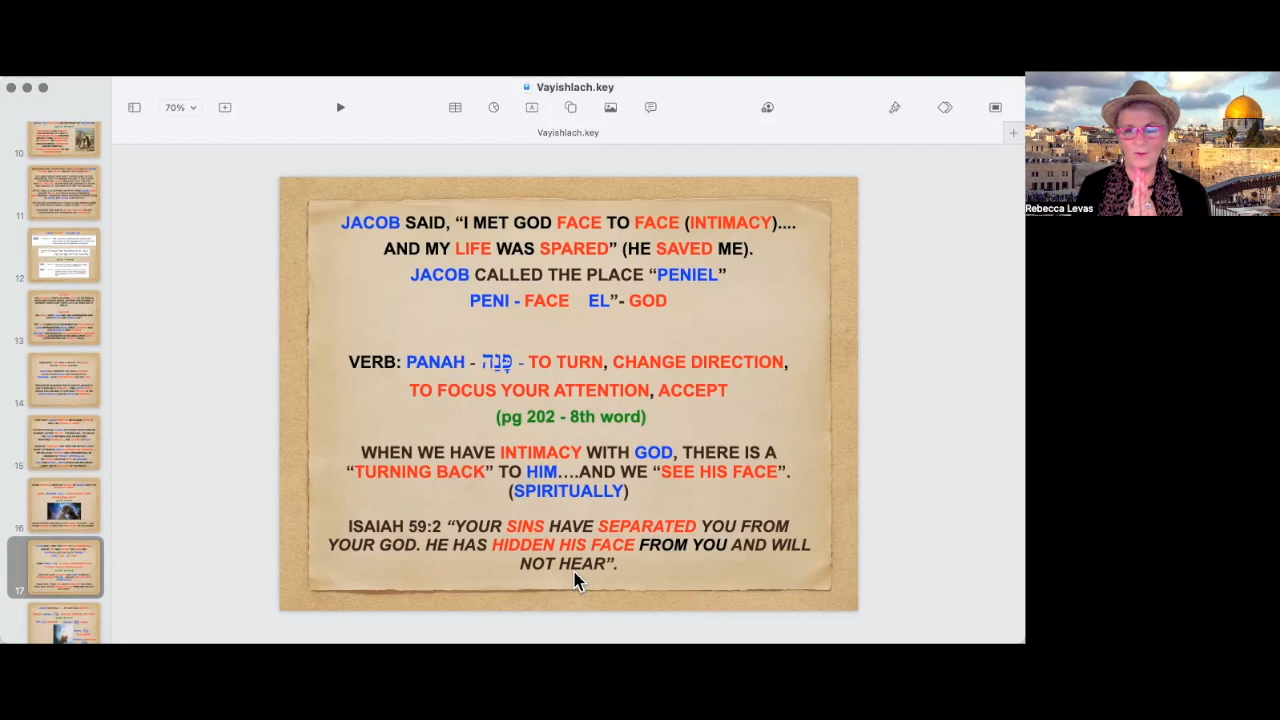 Vayishlach.key
70%
Vayishlach.key
10
11
12
13
14
15
16
17
JACOB SAID, “I MET GOD FACE TO FACE (INTIMACY)....
AND MY LIFE WAS SPARED” (HE SAVED ME).
JACOB CALLED THE PLACE “PENIEL”
PENI - FACE EL”- GOD
VERB: PANAH - פָּנַה - TO TURN, CHANGE DIRECTION,
TO FOCUS YOUR ATTENTION, ACCEPT
(pg 202 - 8th word)
WHEN WE HAVE INTIMACY WITH GOD, THERE IS A
“TURNING BACK” TO HIM....AND WE “SEE HIS FACE”.
(SPIRITUALLY)
ISAIAH 59:2 “YOUR SINS HAVE SEPARATED YOU FROM
YOUR GOD. HE HAS HIDDEN HIS FACE FROM YOU AND WILL
NOT HEAR”.
Rebecca Levas